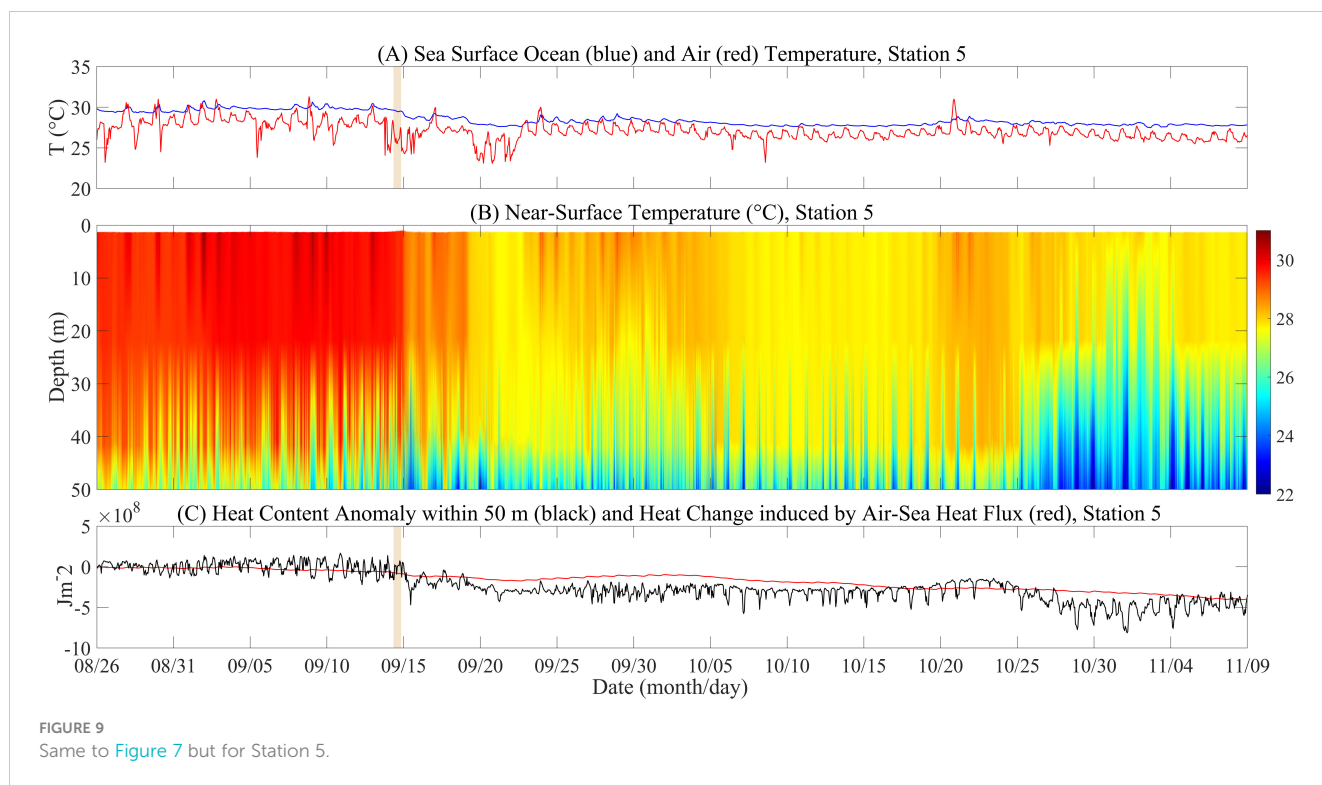 (A) Sea Surface Ocean (blue) and Air (red) Temperature, Station 5
35
30
25
20
T (°C)
(B) Near-Surface Temperature (°C), Station 5
0
10
20
30
40
50
Depth (m)
30
28
26
24
22
×10^8
(C) Heat Content Anomaly within 50 m (black) and Heat Change induced by Air-Sea Heat Flux (red), Station 5
5
0
-5
-10
Jm^-2
08/26 08/31 09/05 09/10 09/15 09/20 09/25 09/30 10/05 10/10 10/15 10/20 10/25 10/30 11/04 11/09
Date (month/day)
FIGURE 9
Same to Figure 7 but for Station 5.